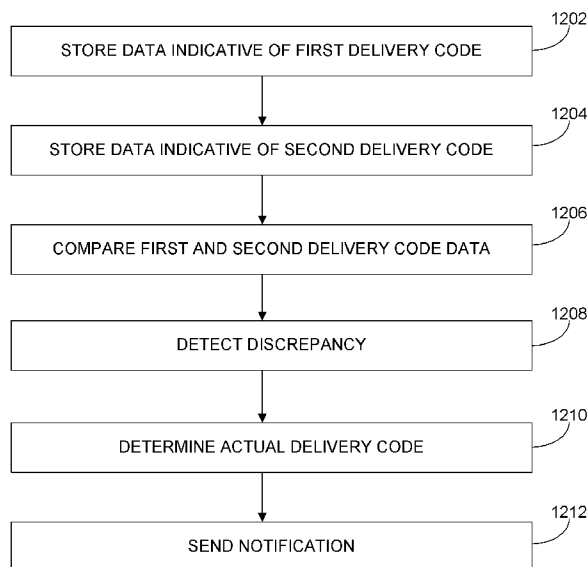 1202
STORE DATA INDICATIVE OF FIRST DELIVERY CODE
1204
STORE DATA INDICATIVE OF SECOND DELIVERY CODE
1206
COMPARE FIRST AND SECOND DELIVERY CODE DATA
1208
DETECT DISCREPANCY
1210
DETERMINE ACTUAL DELIVERY CODE
1212
SEND NOTIFICATION